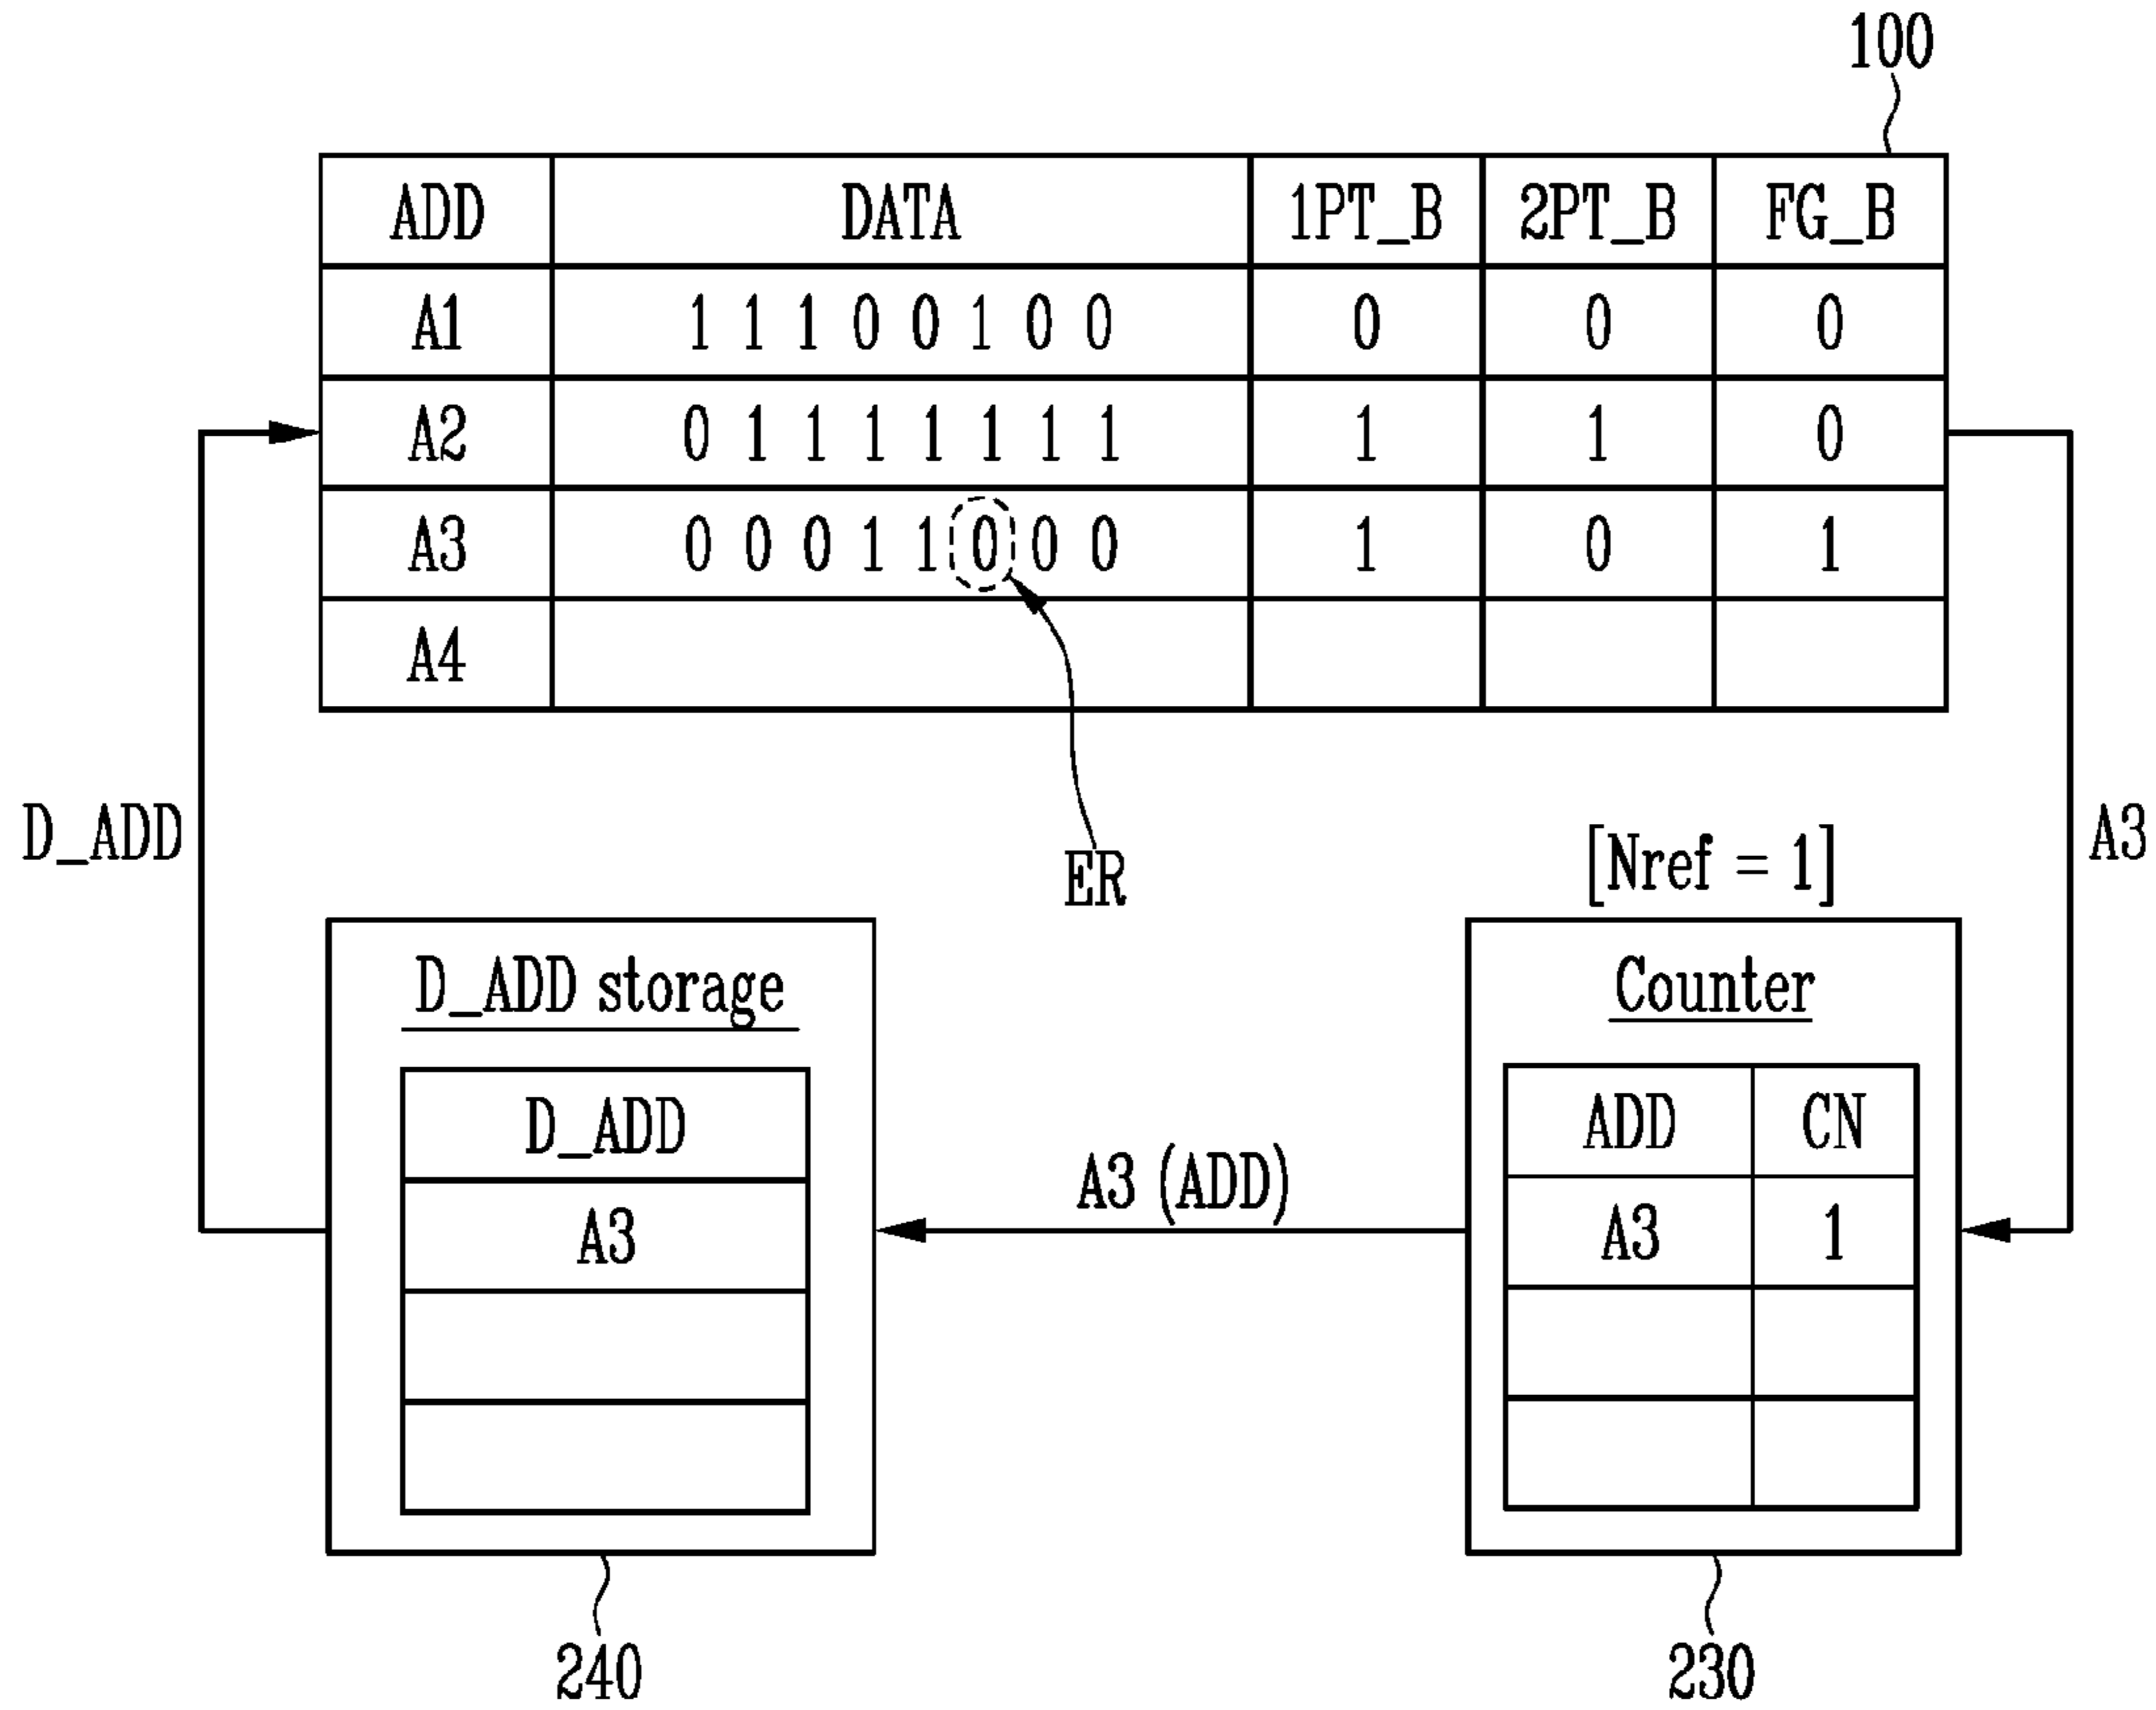 100
ADD DATA 1PT_B 2PT_B FG_B
A1 1 1 1 0 0 1 0 0 0 0 0
A2 0 1 1 1 1 1 1 1 1 1 0
A3 0 0 0 1 1 0 0 0 1 0 1
A4
D_ADD
ER
[Nref = 1]
A3
D_ADD storage
D_ADD
A3
A3 (ADD)
Counter
ADD CN
A3 1
240
230